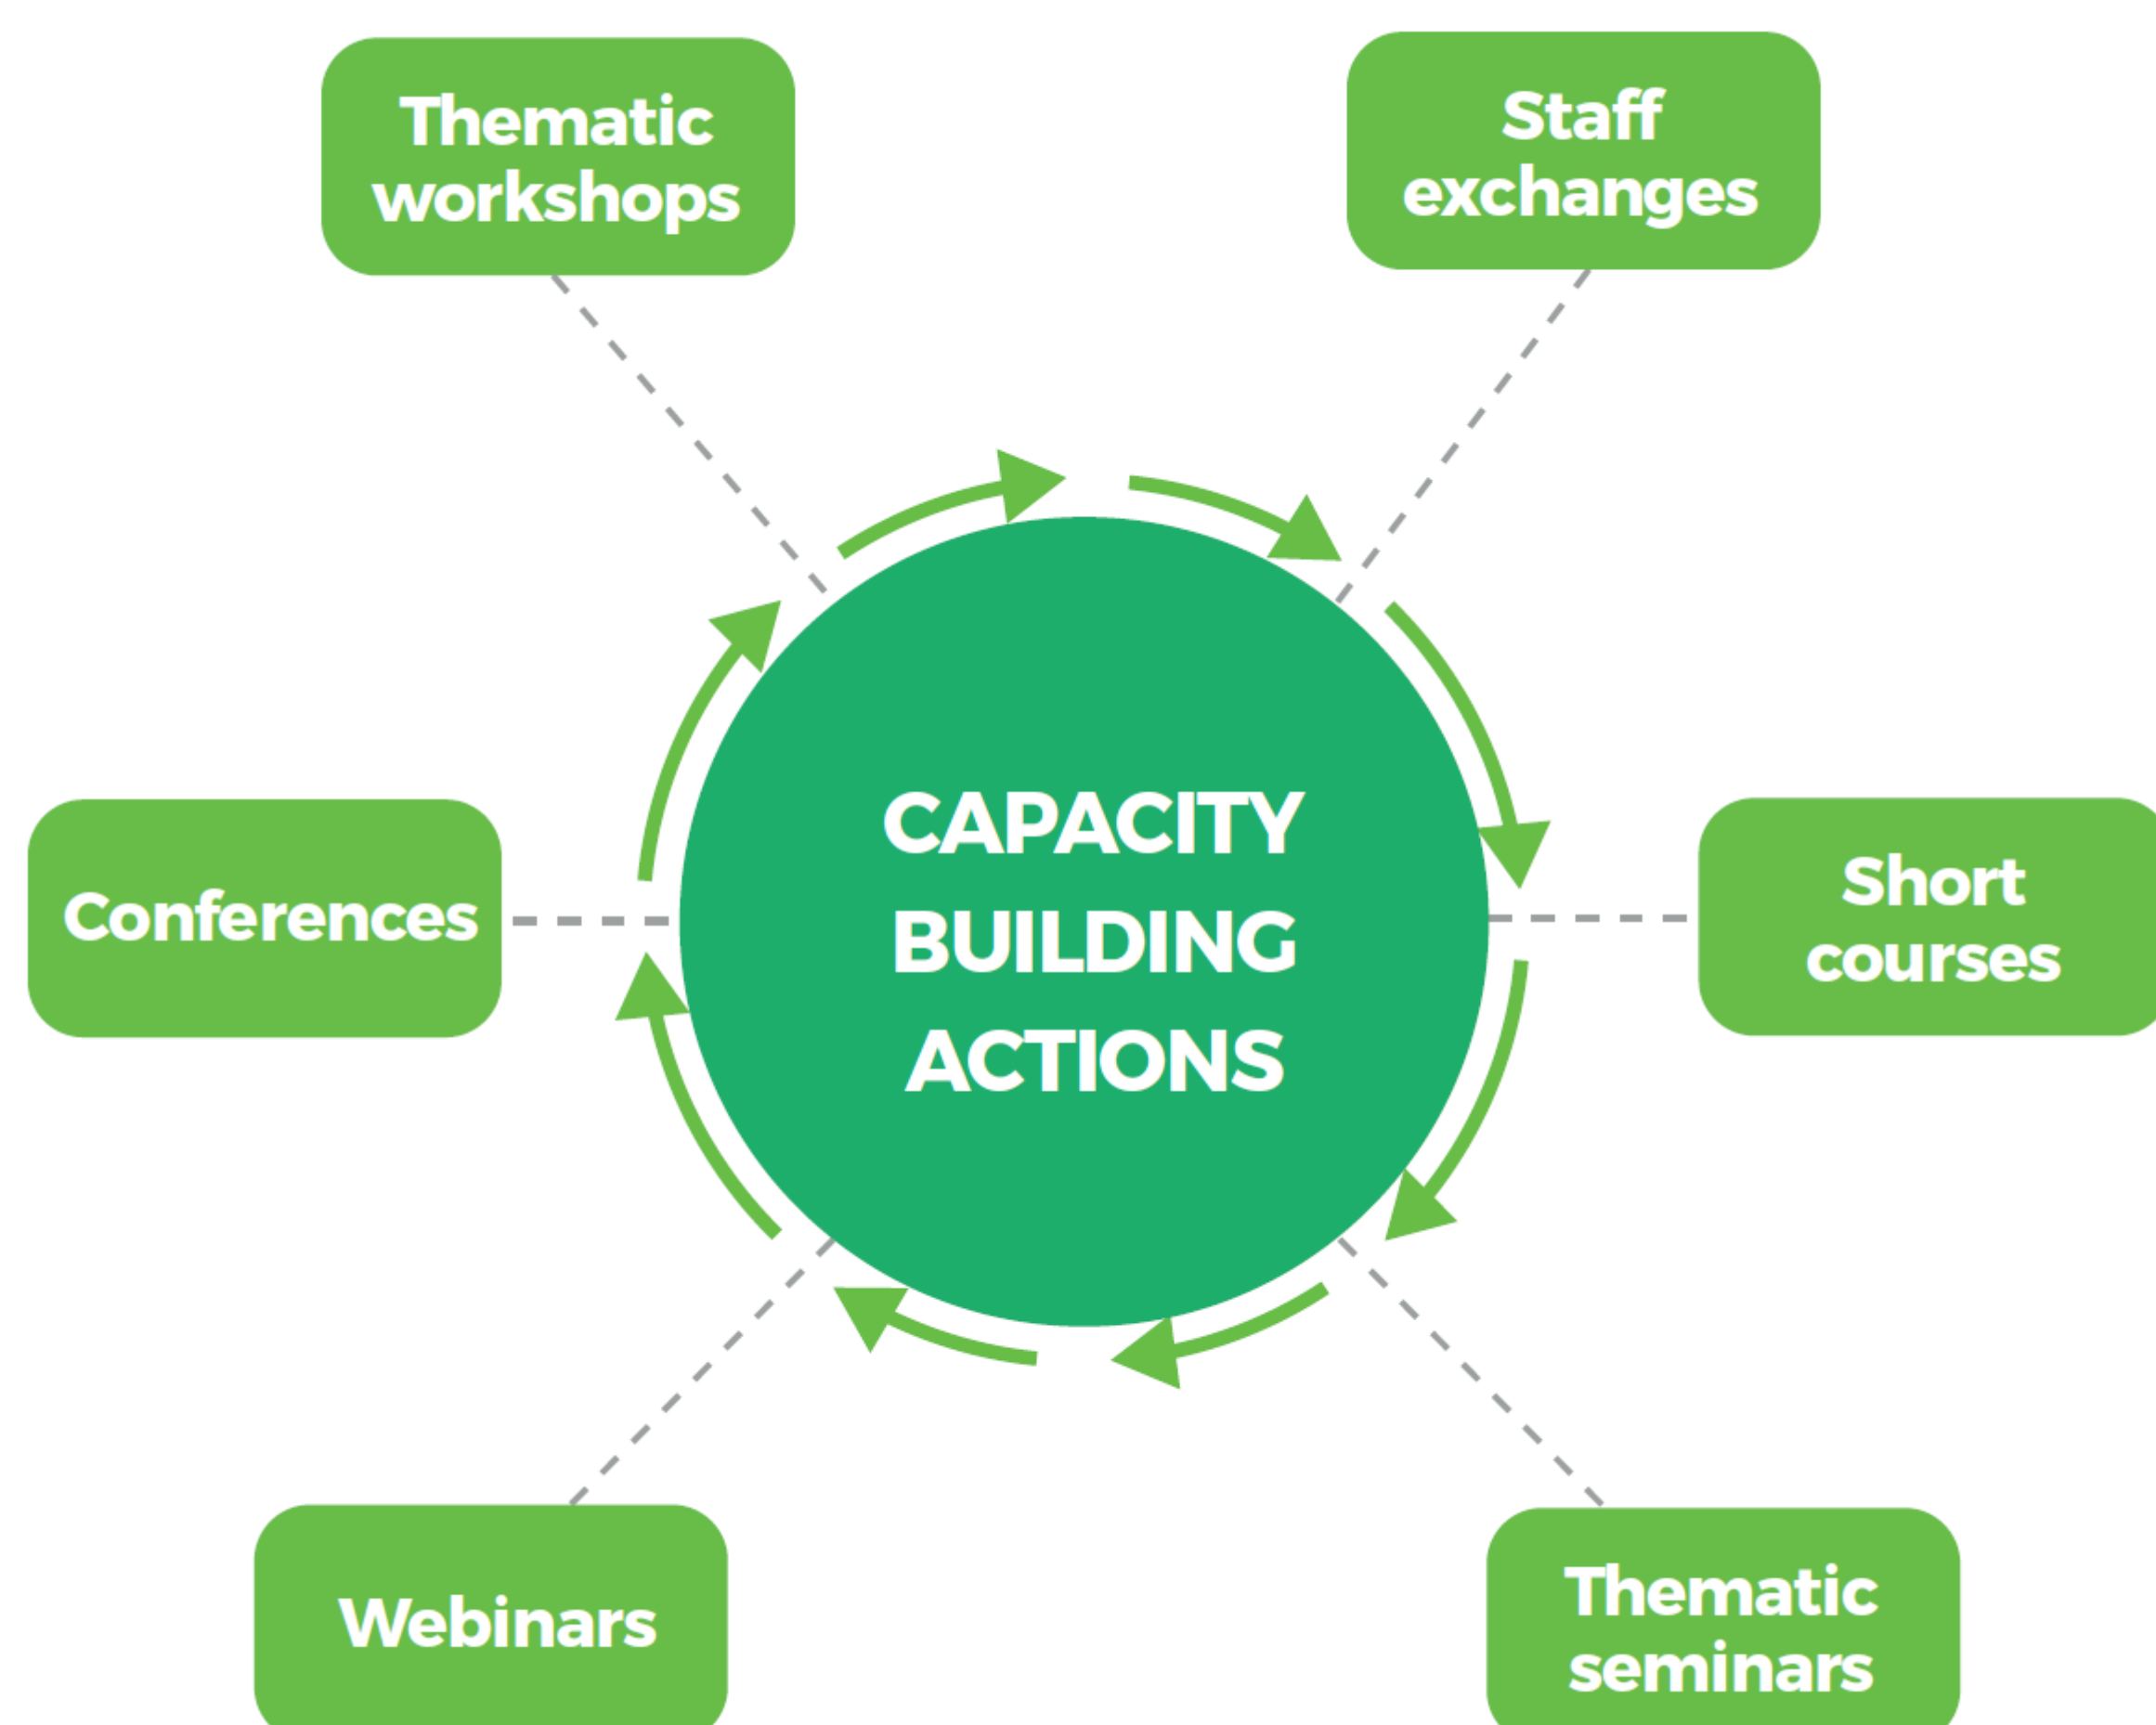 Thematic
workshops
Staff
exchanges
Conferences
CAPACITY
BUILDING
ACTIONS
Short
courses
Webinars
Thematic
seminars